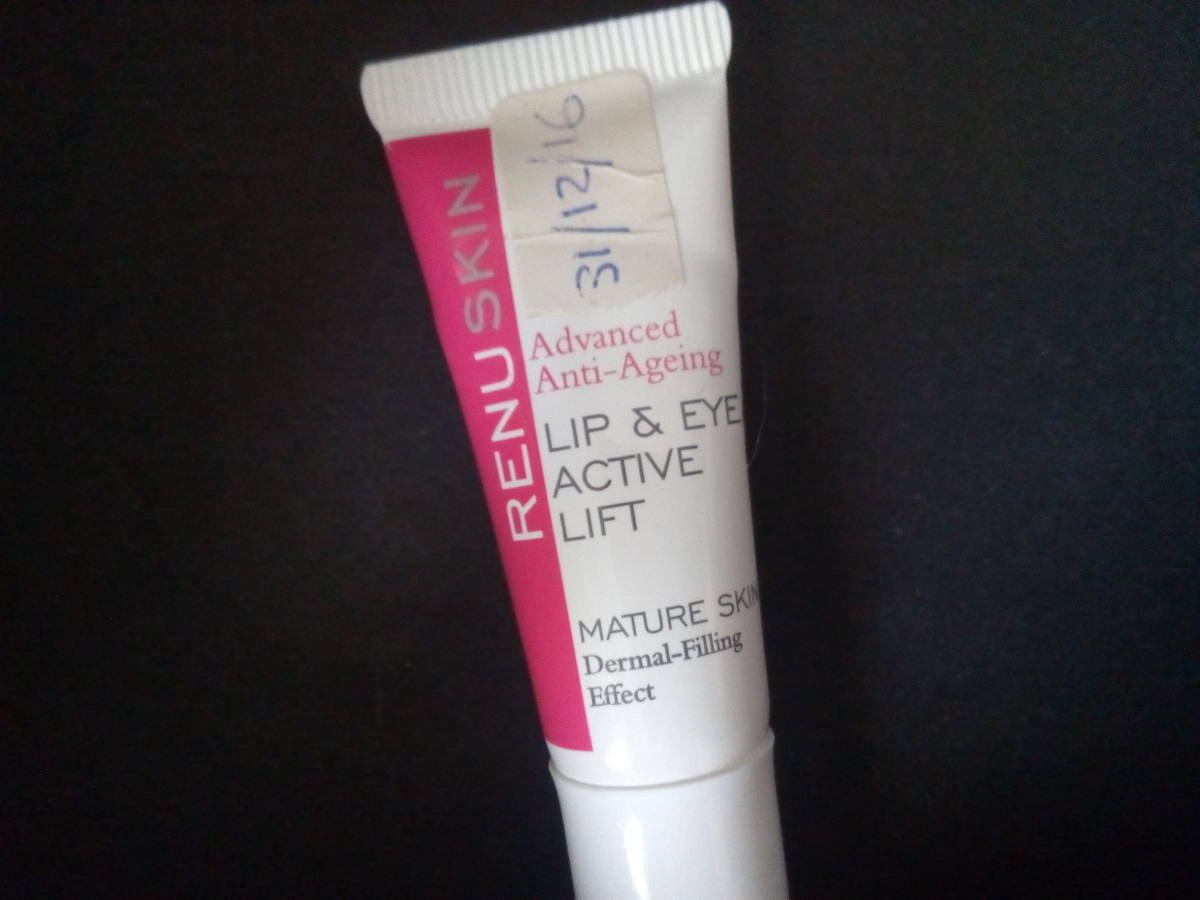 31/12/16
RENU SKIN
Advanced
Anti-Ageing
LIP & EYE
ACTIVE
LIFT
MATURE SKIN
Dermal-Filling
Effect